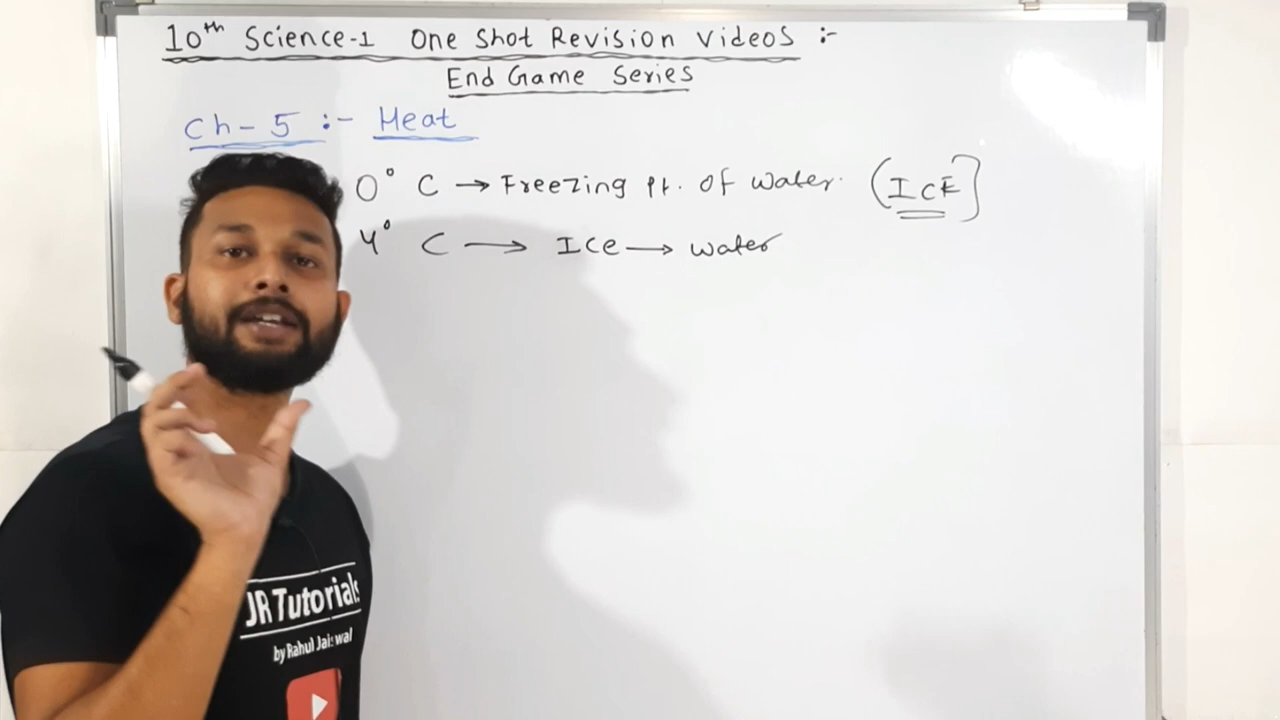 10th Science-1 One Shot Revision Videos :-
End Game Series
Ch-5 :- Heat
0° C → Freezing pt. of water. (ICE]
4° C → Ice → water
JR Tutorials
by Rahul Jaiswal